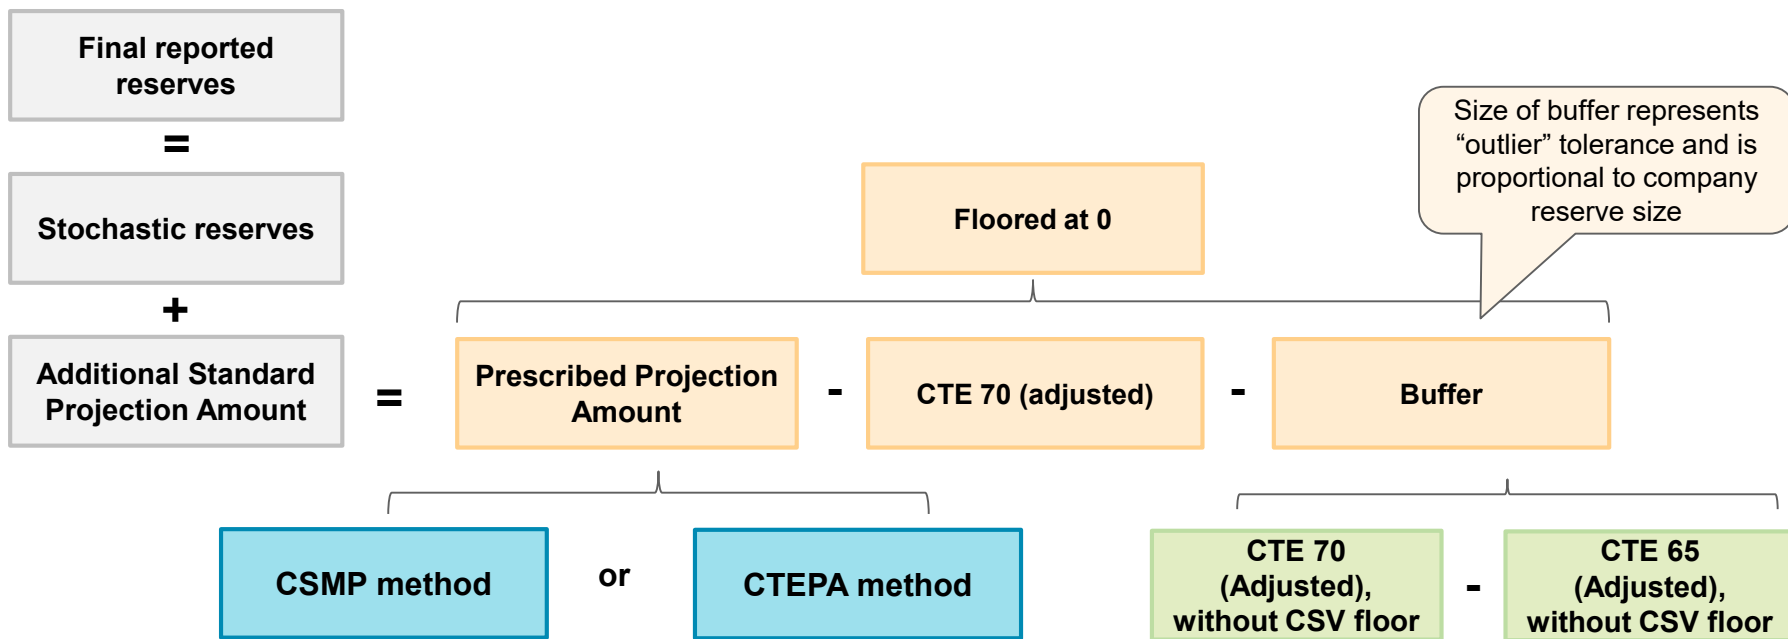 Final reported
reserves
=
Stochastic reserves
+
Additional Standard
Projection Amount
=
Floored at 0
Size of buffer represents
“outlier” tolerance and is
proportional to company
reserve size
Prescribed Projection
Amount
-
CTE 70 (adjusted)
-
Buffer
CSMP method
or
CTEPA method
CTE 70
(Adjusted),
without CSV floor
-
CTE 65
(Adjusted),
without CSV floor